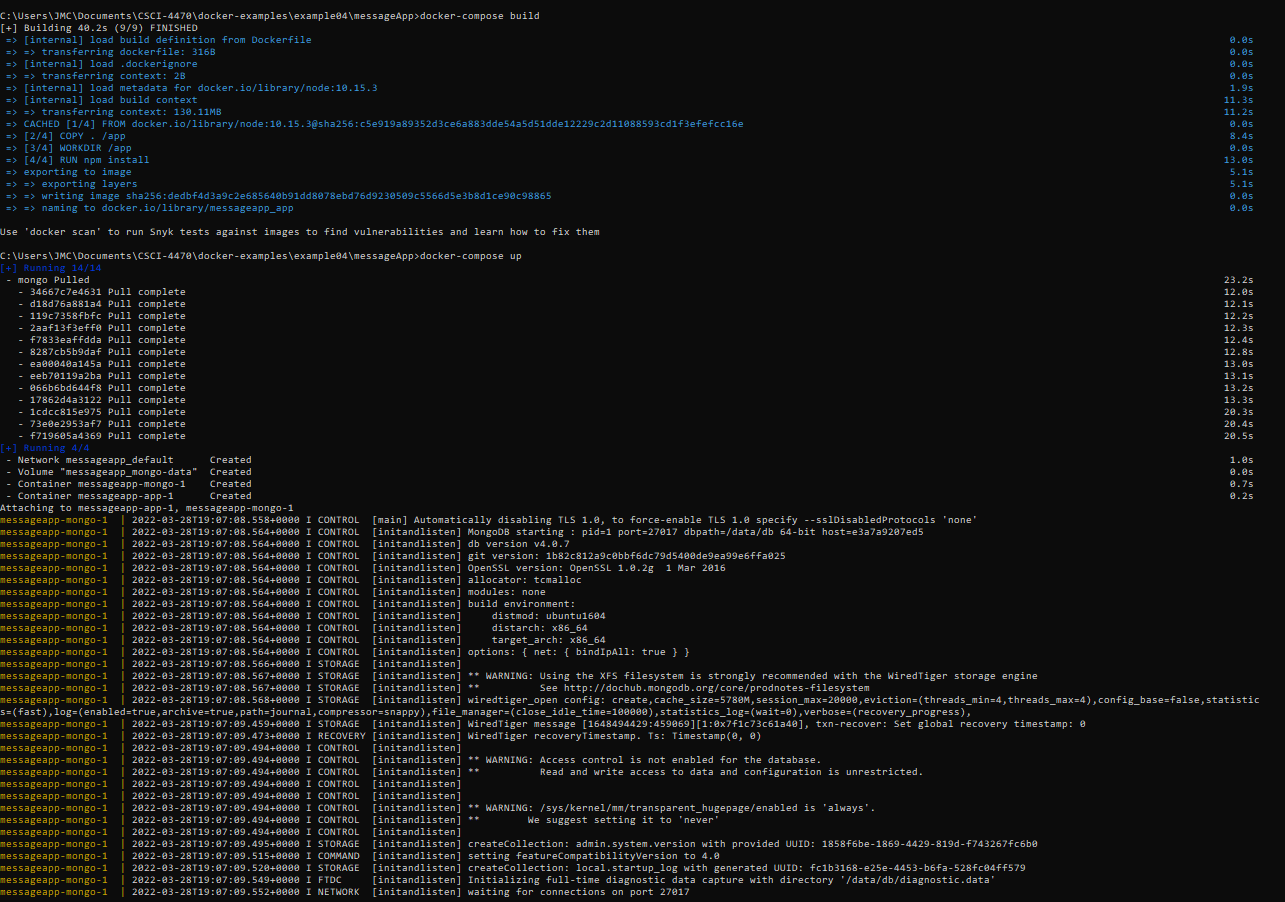 C:\Users\JMC\Documents\CSCI-4470\docker-examples\example04\messageApp>docker-compose build
[+] Building 40.2s (9/9) FINISHED
=> [internal] load build definition from Dockerfile 0.0s
=> => transferring dockerfile: 316B 0.0s
=> [internal] load .dockerignore 0.0s
=> => transferring context: 2B 0.0s
=> [internal] load metadata for docker.io/library/node:10.15.3 1.9s
=> [internal] load build context 11.3s
=> => transferring context: 130.11MB 11.2s
=> CACHED [1/4] FROM docker.io/library/node:10.15.3@sha256:c5e919a89352d3ce6a883dde54a5d51dde12229c2d11088593cd1f3efefcc16e 0.0s
=> [2/4] COPY . /app 8.4s
=> [3/4] WORKDIR /app 0.0s
=> [4/4] RUN npm install 13.0s
=> exporting to image 5.1s
=> => exporting layers 5.1s
=> => writing image sha256:dedbf4d3a9c2e685640b91dd8078ebd76d9230509c5566d5e3b8d1ce90c98865 0.0s
=> => naming to docker.io/library/messageapp_app 0.0s
Use 'docker scan' to run Snyk tests against images to find vulnerabilities and learn how to fix them
C:\Users\JMC\Documents\CSCI-4470\docker-examples\example04\messageApp>docker-compose up
[+] Running 14/14
- mongo Pulled 23.2s
- 34667c7e4631 Pull complete 12.0s
- d18d76a881a4 Pull complete 12.1s
- 119c7358fbfc Pull complete 12.2s
- 2aaf13f3eff0 Pull complete 12.3s
- f7833eaffdda Pull complete 12.4s
- 8287cb5b9daf Pull complete 12.8s
- ea00040a145a Pull complete 13.0s
- eeb70119a2ba Pull complete 13.1s
- 066b6bd644f8 Pull complete 13.2s
- 17862d4a3122 Pull complete 13.3s
- 1cdcc815e975 Pull complete 20.3s
- 73e0e2953af7 Pull complete 20.4s
- f719605a4369 Pull complete 20.5s
[+] Running 4/4
- Network messageapp_default Created 1.0s
- Volume "messageapp_mongo-data" Created 0.0s
- Container messageapp-mongo-1 Created 0.7s
- Container messageapp-app-1 Created 0.2s
Attaching to messageapp-app-1, messageapp-mongo-1
messageapp-mongo-1 | 2022-03-28T19:07:08.558+0000 I CONTROL [main] Automatically disabling TLS 1.0, to force-enable TLS 1.0 specify --sslDisabledProtocols 'none'
messageapp-mongo-1 | 2022-03-28T19:07:08.564+0000 I CONTROL [initandlisten] MongoDB starting : pid=1 port=27017 dbpath=/data/db 64-bit host=e3a7a9207ed5
messageapp-mongo-1 | 2022-03-28T19:07:08.564+0000 I CONTROL [initandlisten] db version v4.0.7
messageapp-mongo-1 | 2022-03-28T19:07:08.564+0000 I CONTROL [initandlisten] git version: 1b82c812a9c0bbf6dc79d5400de9ea99e6ffa025
messageapp-mongo-1 | 2022-03-28T19:07:08.564+0000 I CONTROL [initandlisten] OpenSSL version: OpenSSL 1.0.2g 1 Mar 2016
messageapp-mongo-1 | 2022-03-28T19:07:08.564+0000 I CONTROL [initandlisten] allocator: tcmalloc
messageapp-mongo-1 | 2022-03-28T19:07:08.564+0000 I CONTROL [initandlisten] modules: none
messageapp-mongo-1 | 2022-03-28T19:07:08.564+0000 I CONTROL [initandlisten] build environment:
messageapp-mongo-1 | 2022-03-28T19:07:08.564+0000 I CONTROL [initandlisten] distmod: ubuntu1604
messageapp-mongo-1 | 2022-03-28T19:07:08.564+0000 I CONTROL [initandlisten] distarch: x86_64
messageapp-mongo-1 | 2022-03-28T19:07:08.564+0000 I CONTROL [initandlisten] target_arch: x86_64
messageapp-mongo-1 | 2022-03-28T19:07:08.564+0000 I CONTROL [initandlisten] options: { net: { bindIpAll: true } }
messageapp-mongo-1 | 2022-03-28T19:07:08.566+0000 I STORAGE [initandlisten]
messageapp-mongo-1 | 2022-03-28T19:07:08.567+0000 I STORAGE [initandlisten] ** WARNING: Using the XFS filesystem is strongly recommended with the WiredTiger storage engine
messageapp-mongo-1 | 2022-03-28T19:07:08.567+0000 I STORAGE [initandlisten] ** See http://dochub.mongodb.org/core/prodnotes-filesystem
messageapp-mongo-1 | 2022-03-28T19:07:08.568+0000 I STORAGE [initandlisten] wiredtiger_open config: create,cache_size=5780M,session_max=20000,eviction=(threads_min=4,threads_max=4),config_base=false,statistic
s=(fast),log=(enabled=true,archive=true,path=journal,compressor=snappy),file_manager=(close_idle_time=100000),statistics_log=(wait=0),verbose=(recovery_progress),
messageapp-mongo-1 | 2022-03-28T19:07:09.459+0000 I STORAGE [initandlisten] WiredTiger message [1648494429:459069][1:0x7f1c73c61a40], txn-recover: Set global recovery timestamp: 0
messageapp-mongo-1 | 2022-03-28T19:07:09.473+0000 I RECOVERY [initandlisten] WiredTiger recoveryTimestamp. Ts: Timestamp(0, 0)
messageapp-mongo-1 | 2022-03-28T19:07:09.494+0000 I CONTROL [initandlisten]
messageapp-mongo-1 | 2022-03-28T19:07:09.494+0000 I CONTROL [initandlisten] ** WARNING: Access control is not enabled for the database.
messageapp-mongo-1 | 2022-03-28T19:07:09.494+0000 I CONTROL [initandlisten] ** Read and write access to data and configuration is unrestricted.
messageapp-mongo-1 | 2022-03-28T19:07:09.494+0000 I CONTROL [initandlisten]
messageapp-mongo-1 | 2022-03-28T19:07:09.494+0000 I CONTROL [initandlisten]
messageapp-mongo-1 | 2022-03-28T19:07:09.494+0000 I CONTROL [initandlisten] ** WARNING: /sys/kernel/mm/transparent_hugepage/enabled is 'always'.
messageapp-mongo-1 | 2022-03-28T19:07:09.494+0000 I CONTROL [initandlisten] ** We suggest setting it to 'never'
messageapp-mongo-1 | 2022-03-28T19:07:09.494+0000 I CONTROL [initandlisten]
messageapp-mongo-1 | 2022-03-28T19:07:09.495+0000 I STORAGE [initandlisten] createCollection: admin.system.version with provided UUID: 1858f6be-1869-4429-819d-f743267fc6b0
messageapp-mongo-1 | 2022-03-28T19:07:09.515+0000 I COMMAND [initandlisten] setting featureCompatibilityVersion to 4.0
messageapp-mongo-1 | 2022-03-28T19:07:09.520+0000 I STORAGE [initandlisten] createCollection: local.startup_log with generated UUID: fc1b3168-e25e-4453-b6fa-528fc04ff579
messageapp-mongo-1 | 2022-03-28T19:07:09.549+0000 I FTDC [initandlisten] Initializing full-time diagnostic data capture with directory '/data/db/diagnostic.data'
messageapp-mongo-1 | 2022-03-28T19:07:09.552+0000 I NETWORK [initandlisten] waiting for connections on port 27017